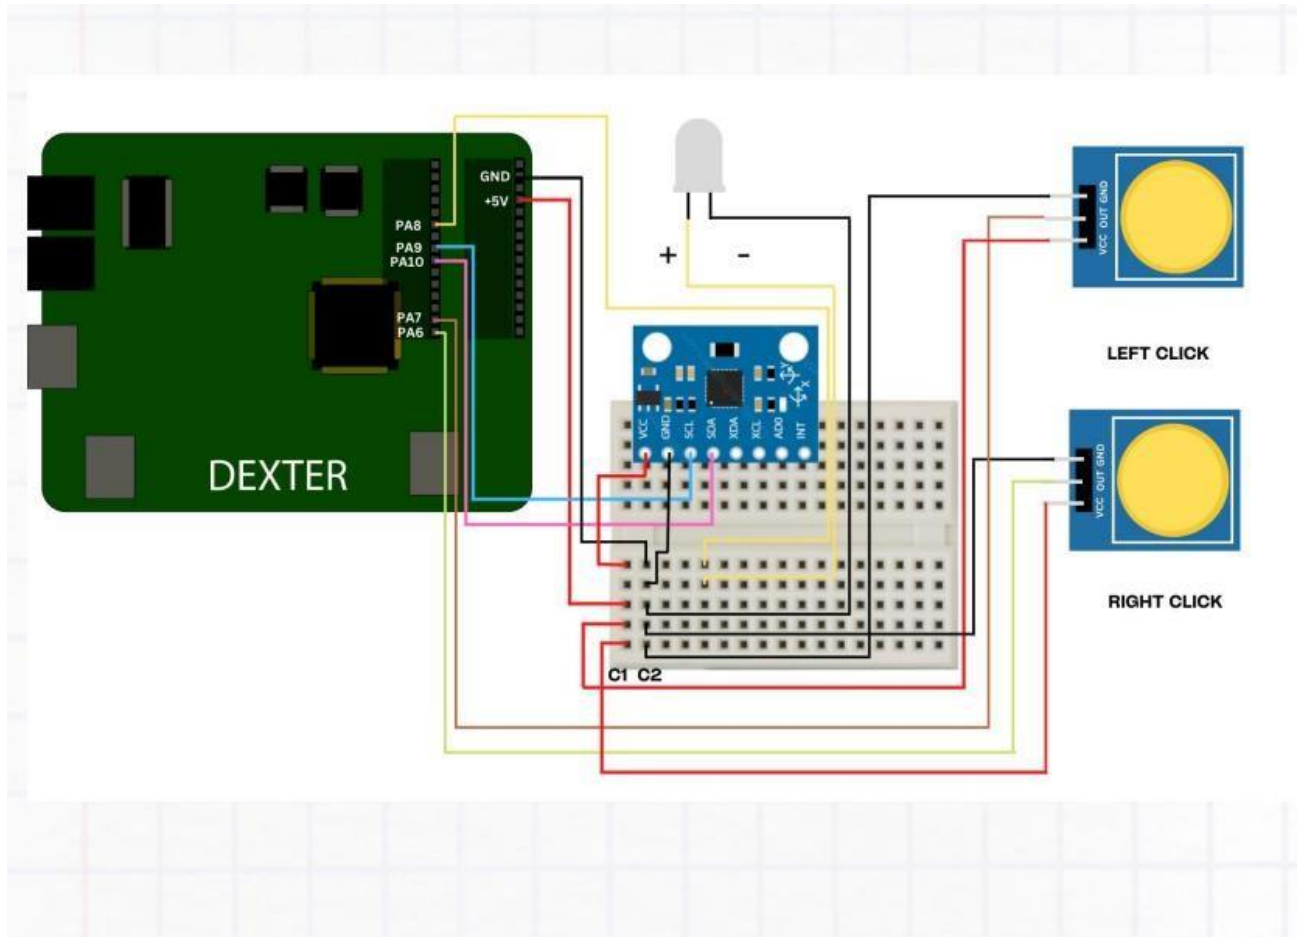 GND
+5V
PA8
PA9
PA10
PA7
PA6
DEXTER
+ -
VCC GND SCL SDA XDA XCL AD0 INT
Y
X
C1 C2
VCC OUT GND
LEFT CLICK
VCC OUT GND
RIGHT CLICK